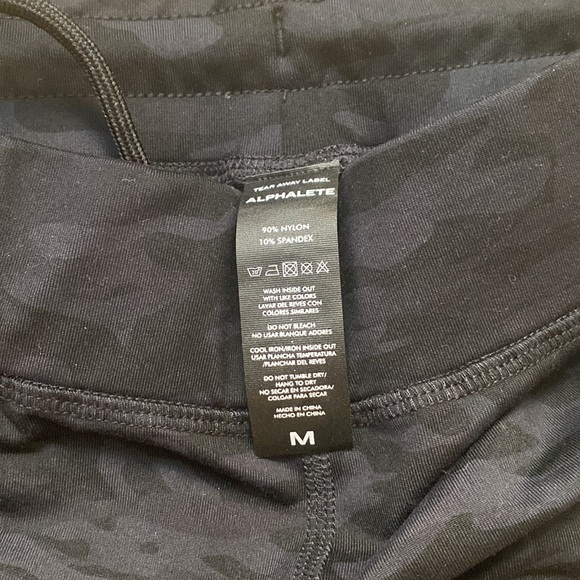 TEAR AWAY LABEL
ALPHALETE
90% NYLON
10% SPANDEX
30
WASH INSIDE OUT
WITH LIKE COLORS
LAVAR DEL REVES CON
COLORES SIMILARES
DO NOT BLEACH
NO USAR BLANQUEADORES
COOL IRON/IRON INSIDE OUT
USAR PLANCHA TEMPERATURA
/PLANCHAR DEL REVES
DO NOT TUMBLE DRY/
HANG TO DRY
NO SECAR EN SECADORA/
COLGAR PARA SECAR
MADE IN CHINA
HECHO EN CHINA
M